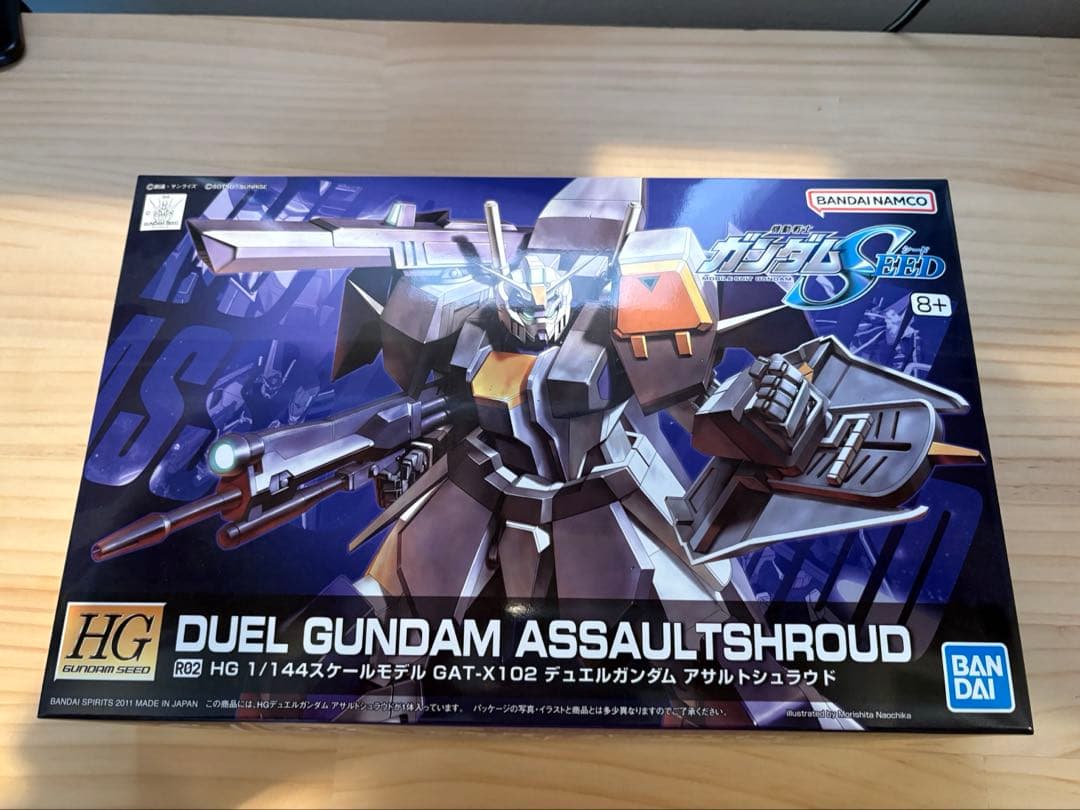 ©創通・サンライズ ©SOTSU・SUNRISE
GUNDAM SEED
BANDAI NAMCO
機動戦士
ガンダムSEED
シード
MOBILE SUIT GUNDAM
8+
HG
GUNDAM SEED
DUEL GUNDAM ASSAULTSHROUD
R02 HG 1/144スケールモデル GAT-X102 デュエルガンダム アサルトシュラウド
BAN
DAI
BANDAI SPIRITS 2011 MADE IN JAPAN この商品には、HGデュエルガンダム アサルトシュラウドが1体入っています。 パッケージの写真・イラストと商品とは多少異なりますのでご了承ください。
illustrated by Morishita Naochika